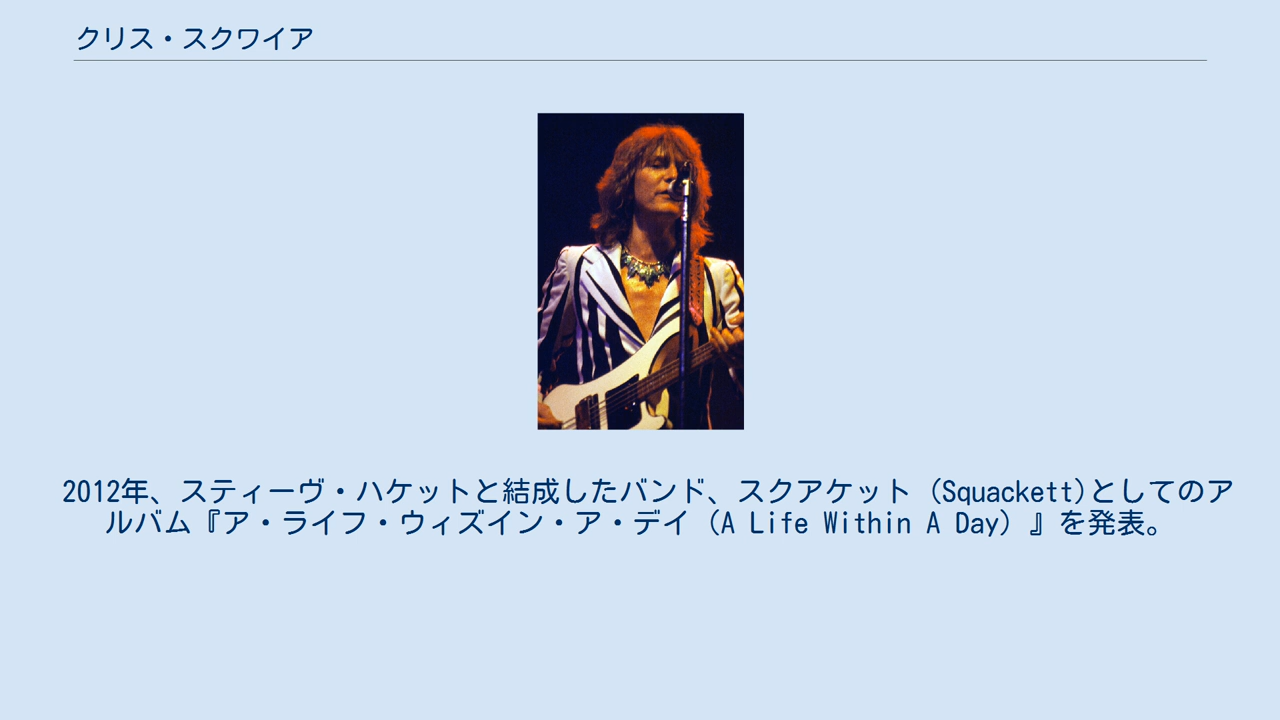 クリス・スクワイア
2012年、スティーヴ・ハケットと結成したバンド、スクアケット (Squackett)としてのア
ルバム『ア・ライフ・ウィズイン・ア・デイ（A Life Within A Day）』を発表。